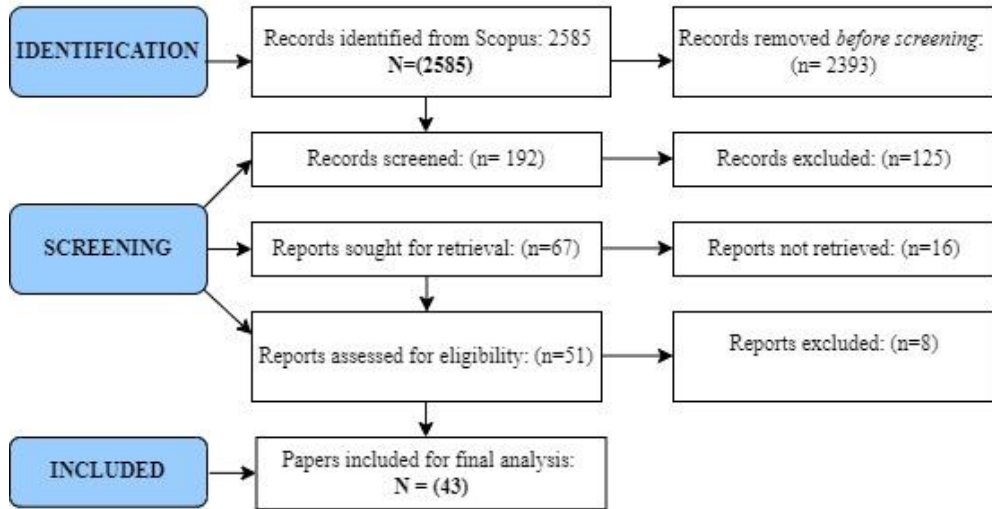 IDENTIFICATION
Records identified from Scopus: 2585
N=(2585)
Records removed before screening:
(n= 2393)
Records screened: (n= 192)
Records excluded: (n=125)
SCREENING
Reports sought for retrieval: (n=67)
Reports not retrieved: (n=16)
Reports assessed for eligibility: (n=51)
Reports excluded: (n=8)
INCLUDED
Papers included for final analysis:
N = (43)